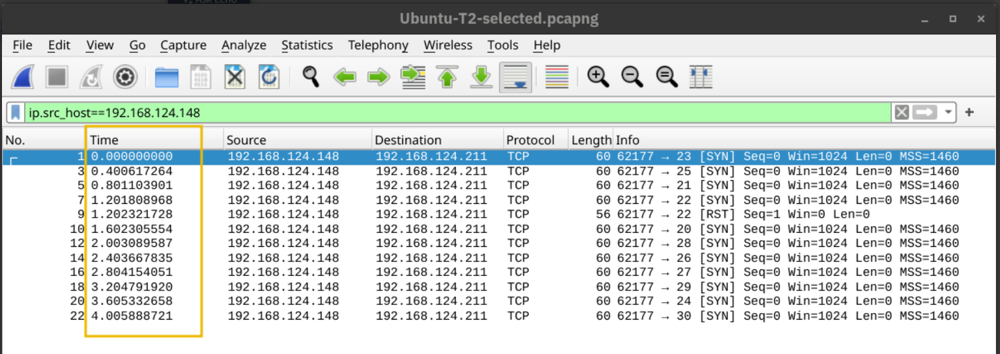 Ask Echo
Ubuntu-T2-selected.pcapng
File Edit View Go Capture Analyze Statistics Telephony Wireless Tools Help
ip.src_host==192.168.124.148
No. Time Source Destination Protocol Length Info
1 0.000000000 192.168.124.148 192.168.124.211 TCP 60 62177 → 23 [SYN] Seq=0 Win=1024 Len=0 MSS=1460
3 0.400617264 192.168.124.148 192.168.124.211 TCP 60 62177 → 25 [SYN] Seq=0 Win=1024 Len=0 MSS=1460
5 0.801103901 192.168.124.148 192.168.124.211 TCP 60 62177 → 21 [SYN] Seq=0 Win=1024 Len=0 MSS=1460
7 1.201808968 192.168.124.148 192.168.124.211 TCP 60 62177 → 22 [SYN] Seq=0 Win=1024 Len=0 MSS=1460
9 1.202321728 192.168.124.148 192.168.124.211 TCP 56 62177 → 22 [RST] Seq=1 Win=0 Len=0
10 1.602305554 192.168.124.148 192.168.124.211 TCP 60 62177 → 20 [SYN] Seq=0 Win=1024 Len=0 MSS=1460
12 2.003089587 192.168.124.148 192.168.124.211 TCP 60 62177 → 28 [SYN] Seq=0 Win=1024 Len=0 MSS=1460
14 2.403667835 192.168.124.148 192.168.124.211 TCP 60 62177 → 26 [SYN] Seq=0 Win=1024 Len=0 MSS=1460
16 2.804154051 192.168.124.148 192.168.124.211 TCP 60 62177 → 27 [SYN] Seq=0 Win=1024 Len=0 MSS=1460
18 3.204791920 192.168.124.148 192.168.124.211 TCP 60 62177 → 29 [SYN] Seq=0 Win=1024 Len=0 MSS=1460
20 3.605332658 192.168.124.148 192.168.124.211 TCP 60 62177 → 24 [SYN] Seq=0 Win=1024 Len=0 MSS=1460
22 4.005888721 192.168.124.148 192.168.124.211 TCP 60 62177 → 30 [SYN] Seq=0 Win=1024 Len=0 MSS=1460